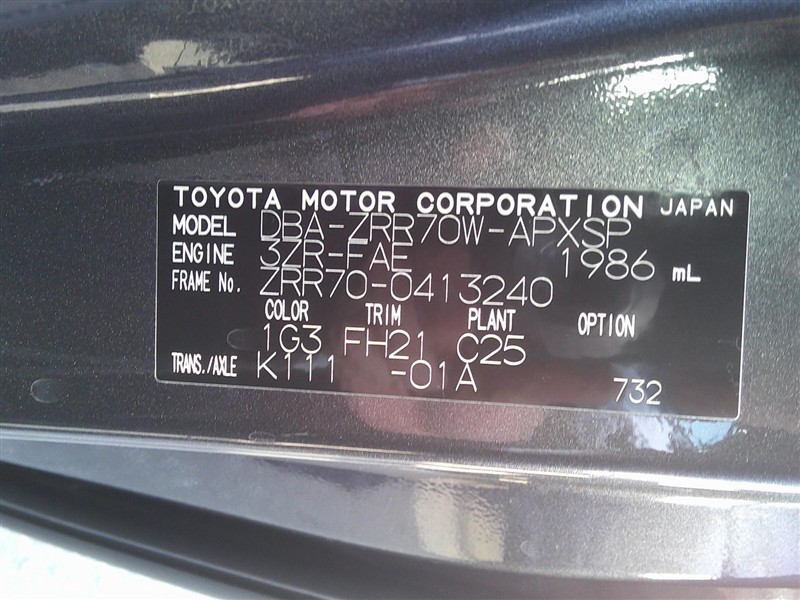 TOYOTA MOTOR CORPORATION JAPAN
MODEL DBA-ZRR70W-APXSP
ENGINE 3ZR-FAE 1986 mL
FRAME No. ZRR70-0413240
COLOR TRIM PLANT OPTION
1G3 FH21 C25
TRANS./AXLE K111 -01A 732